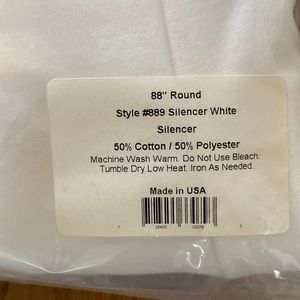 88" Round
Style #889 Silencer White
Silencer
50% Cotton / 50% Polyester
Machine Wash Warm. Do Not Use Bleach.
Tumble Dry Low Heat. Iron As Needed.
Made in USA